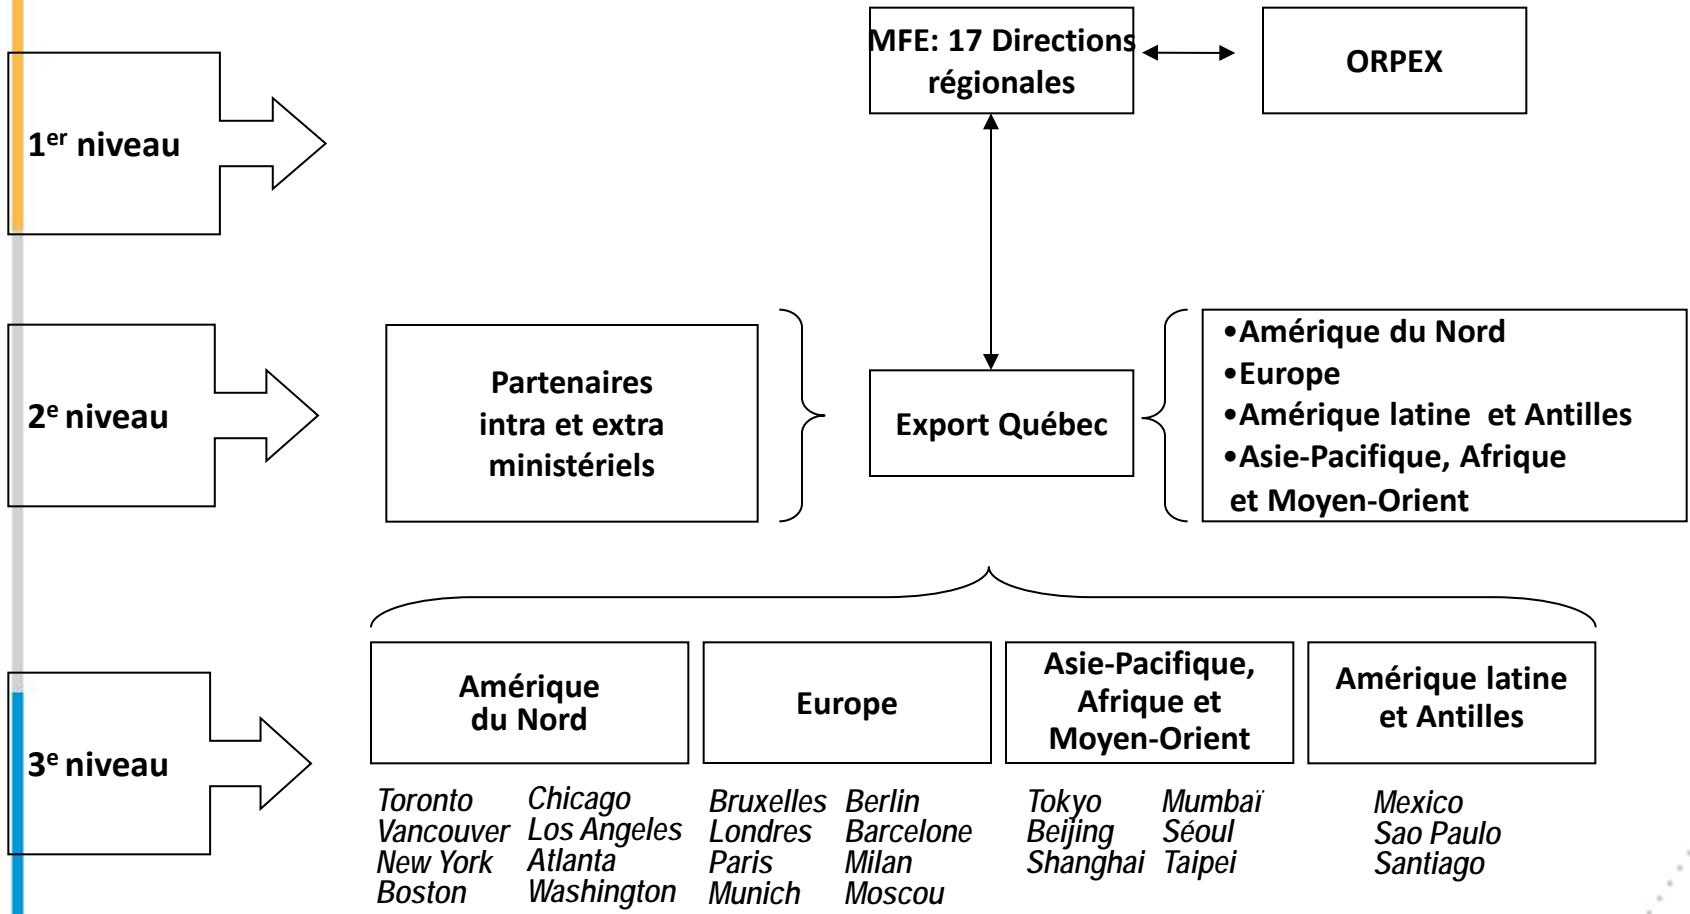 MFE: 17 Directions
régionales
ORPEX
1er niveau
2e niveau
Partenaires
intra et extra
ministériels
Export Québec
•Amérique du Nord
•Europe
•Amérique latine et Antilles
•Asie-Pacifique, Afrique
et Moyen-Orient
3e niveau
Amérique
du Nord
Europe
Asie-Pacifique,
Afrique et
Moyen-Orient
Amérique latine
et Antilles
Toronto
Vancouver
New York
Boston
Chicago
Los Angeles
Atlanta
Washington
Bruxelles
Londres
Paris
Munich
Berlin
Barcelone
Milan
Moscou
Tokyo
Beijing
Shanghai
Mumbaï
Séoul
Taipei
Mexico
Sao Paulo
Santiago